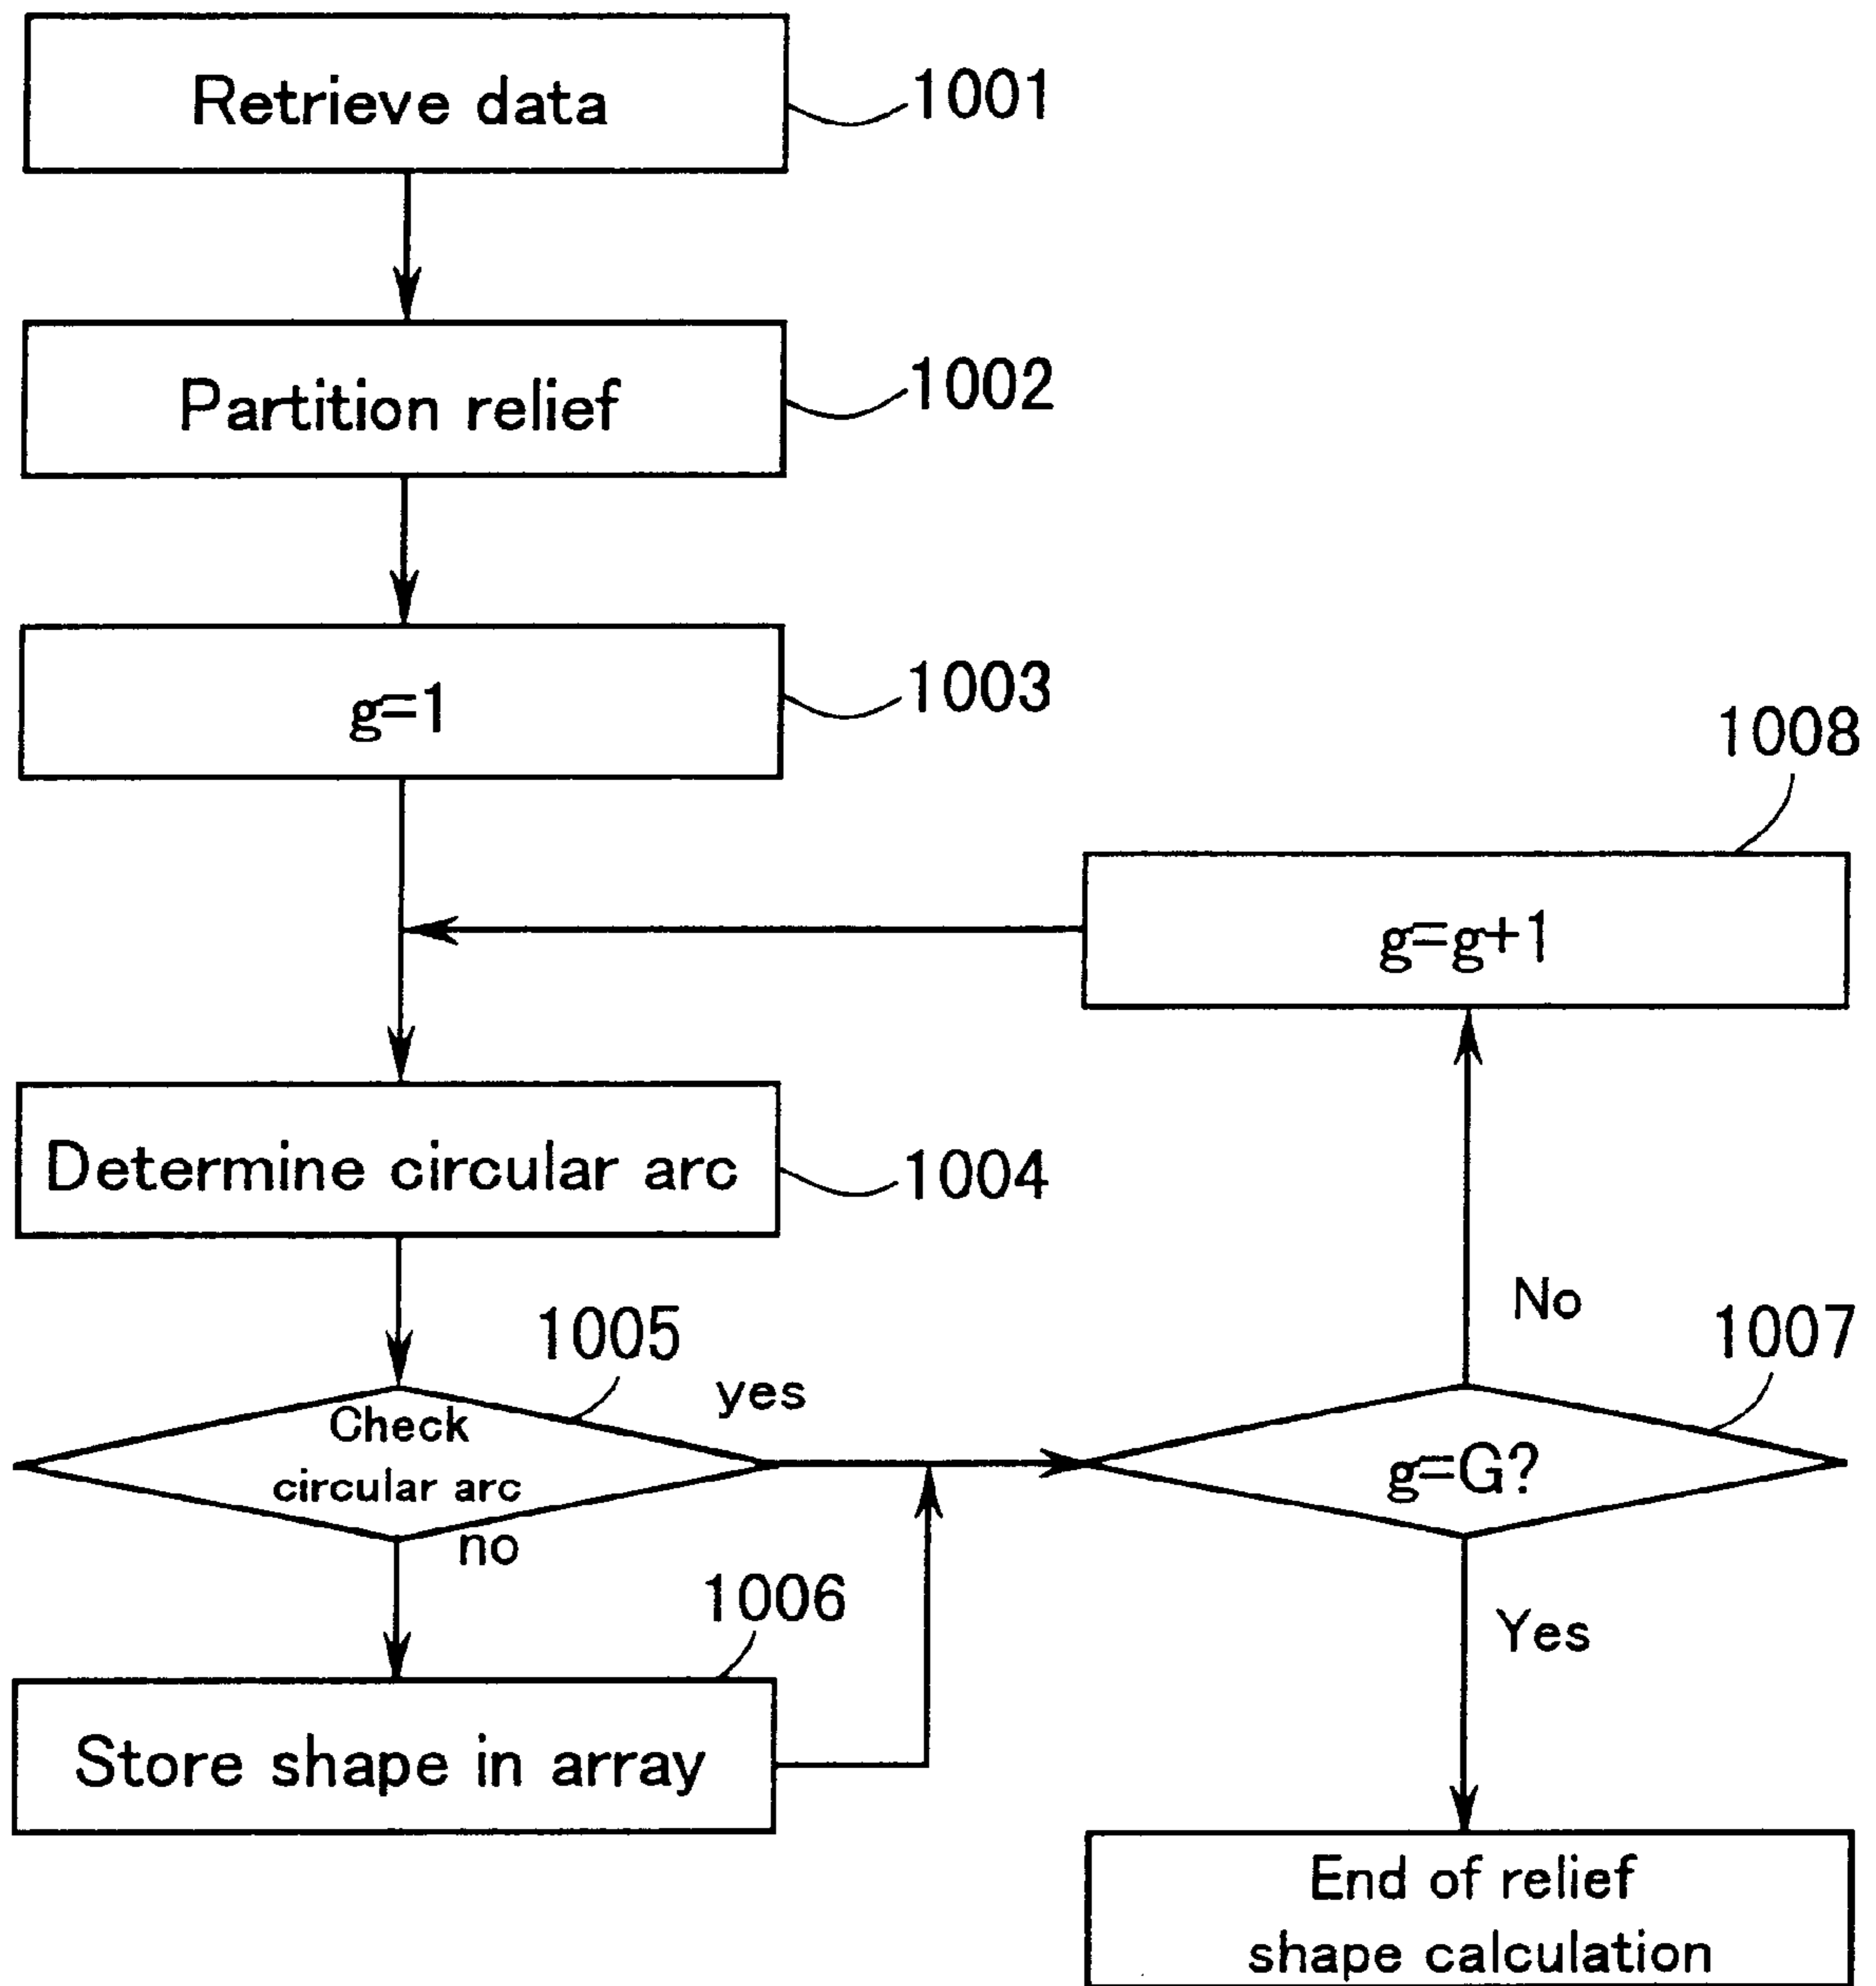 Retrieve data
1001
Partition relief
1002
g=1
1003
1008
g=g+1
Determine circular arc
1004
1005
yes
No
1007
Check
circular arc
g=G?
no
1006
Yes
Store shape in array
End of relief
shape calculation